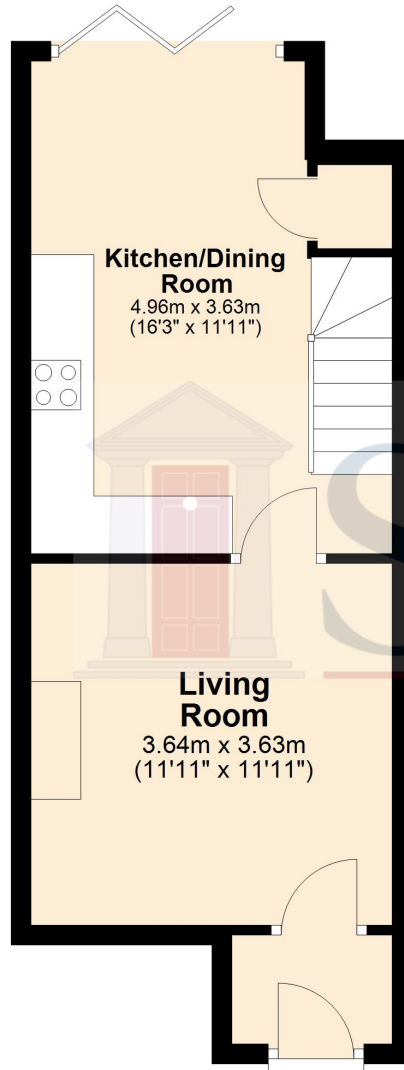 Kitchen/Dining
Room
4.96m x 3.63m
(16'3" x 11'11")
Living
Room
3.64m x 3.63m
(11'11" x 11'11")
S